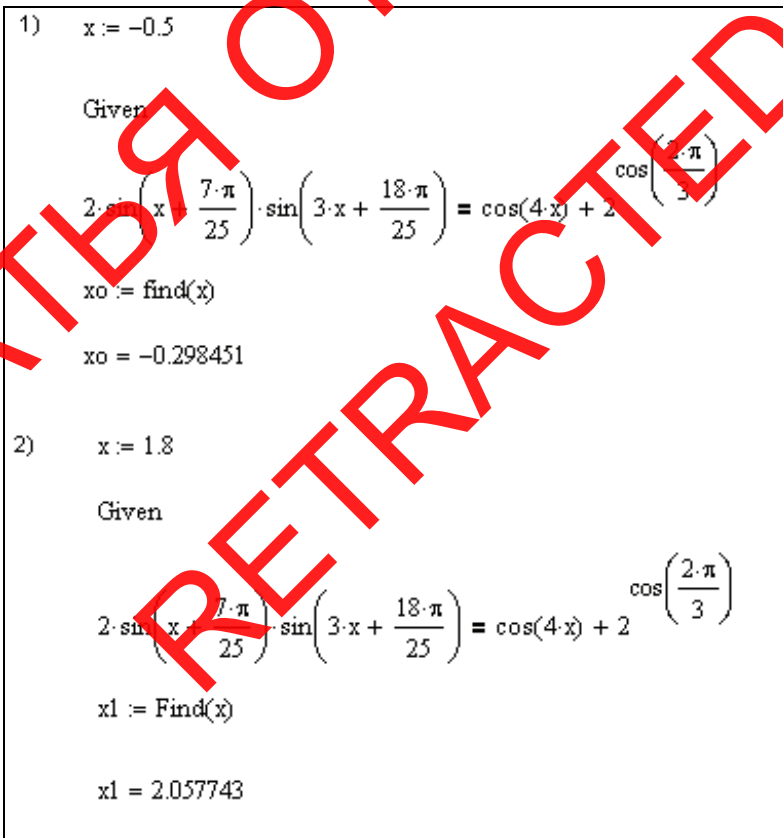 1) x := −0.5
Given
2·sin(x + 7·π/25)·sin(3·x + 18·π/25) = cos(4·x) + 2^cos(2·π/3)
xo := find(x)
xo = −0.298451
2) x := 1.8
Given
2·sin(x + 7·π/25)·sin(3·x + 18·π/25) = cos(4·x) + 2^cos(2·π/3)
x1 := Find(x)
x1 = 2.057743
RETRACTED